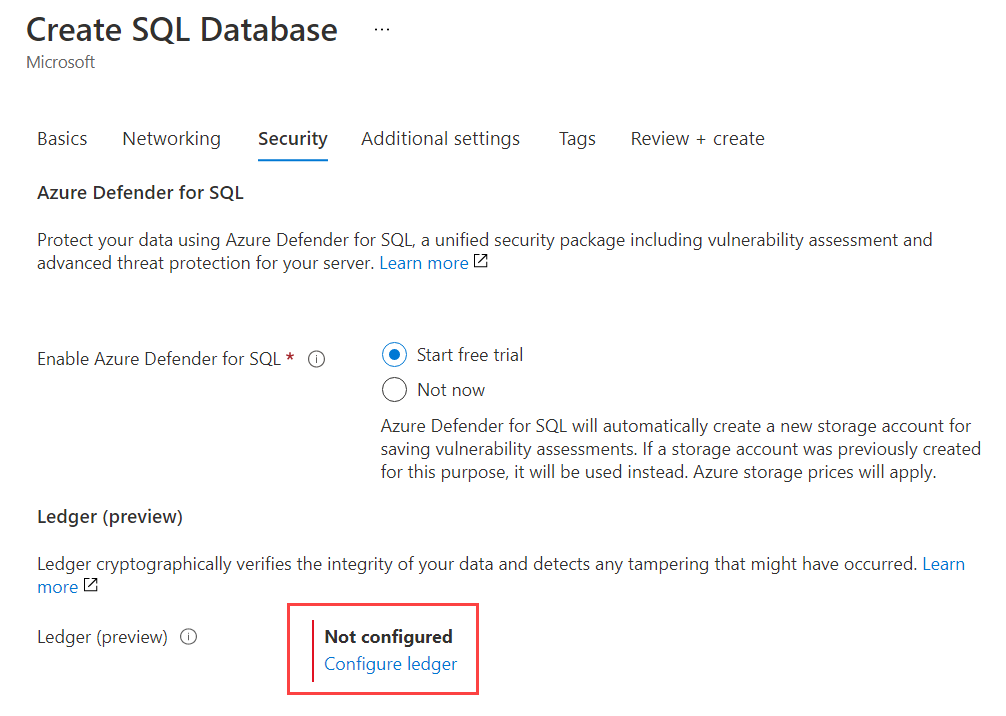 Create SQL Database ...
Microsoft
Basics Networking Security Additional settings Tags Review + create
Azure Defender for SQL
Protect your data using Azure Defender for SQL, a unified security package including vulnerability assessment and
advanced threat protection for your server. Learn more
Enable Azure Defender for SQL *
Start free trial
Not now
Azure Defender for SQL will automatically create a new storage account for
saving vulnerability assessments. If a storage account was previously created
for this purpose, it will be used instead. Azure storage prices will apply.
Ledger (preview)
Ledger cryptographically verifies the integrity of your data and detects any tampering that might have occurred. Learn
more
Ledger (preview)
Not configured
Configure ledger